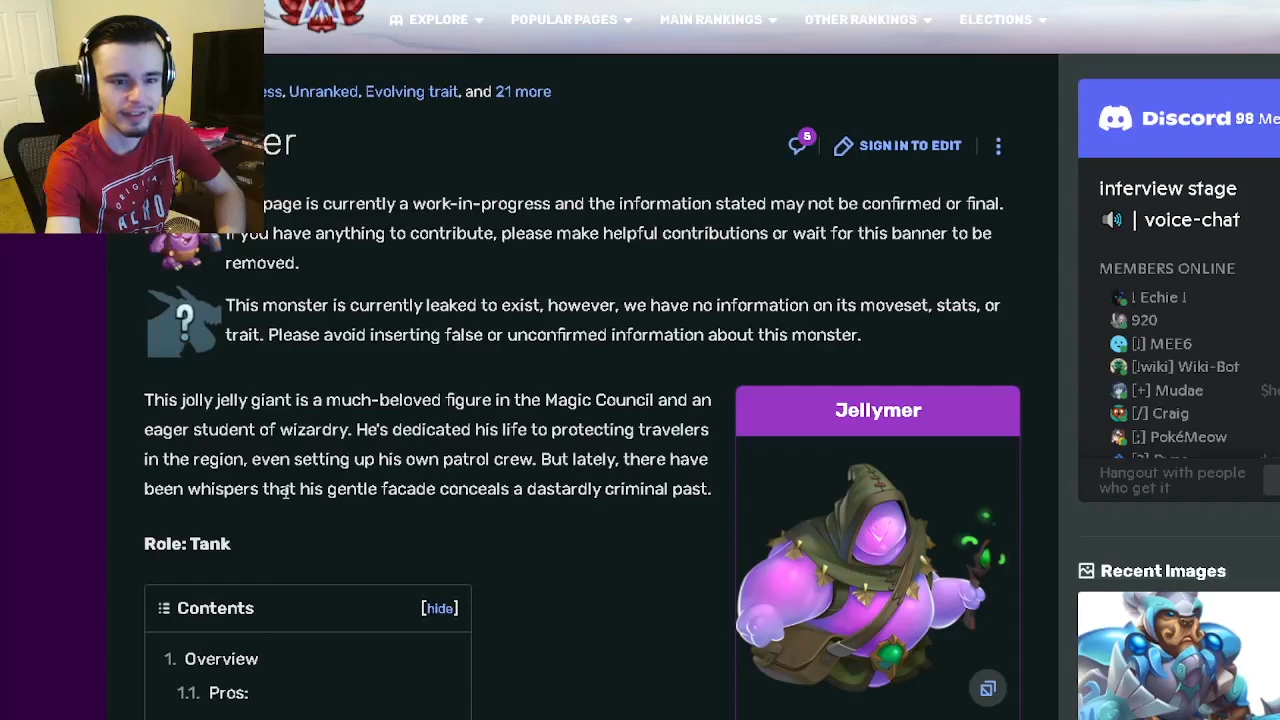 EXPLORE POPULAR PAGES MAIN RANKINGS OTHER RANKINGS ELECTIONS
ess, Unranked, Evolving trait, and 21 more
er
5
SIGN IN TO EDIT
page is currently a work-in-progress and the information stated may not be confirmed or final.
If you have anything to contribute, please make helpful contributions or wait for this banner to be
removed.
?
This monster is currently leaked to exist, however, we have no information on its moveset, stats, or
trait. Please avoid inserting false or unconfirmed information about this monster.
This jolly jelly giant is a much-beloved figure in the Magic Council and an
eager student of wizardry. He's dedicated his life to protecting travelers
in the region, even setting up his own patrol crew. But lately, there have
been whispers that his gentle facade conceals a dastardly criminal past.
Role: Tank
Contents [hide]
1. Overview
1.1. Pros:
Jellymer
Discord 98 Me
interview stage
| voice-chat
MEMBERS ONLINE
! Echie !
920
[!] MEE6
[!wiki] Wiki-Bot
[+] Mudae
[/] Craig
[;] PokéMeow
Hangout with people
who get it
Recent Images
ORIGINAL